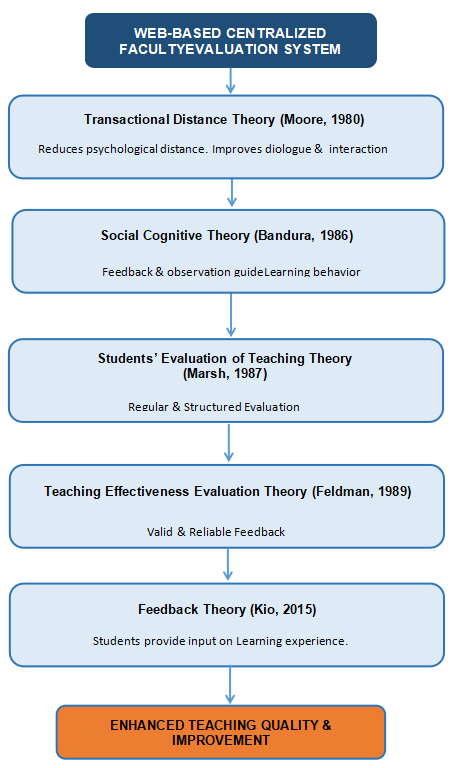 WEB-BASED CENTRALIZED
FACULTYEVALUATION SYSTEM
Transactional Distance Theory (Moore, 1980)
Reduces psychological distance. Improves diologue & interaction
Social Cognitive Theory (Bandura, 1986)
Feedback & observation guideLearning behavior
Students’ Evaluation of Teaching Theory
(Marsh, 1987)
Regular & Structured Evaluation
Teaching Effectiveness Evaluation Theory (Feldman, 1989)
Valid & Reliable Feedback
Feedback Theory (Kio, 2015)
Students provide input on Learning experience.
ENHANCED TEACHING QUALITY &
IMPROVEMENT